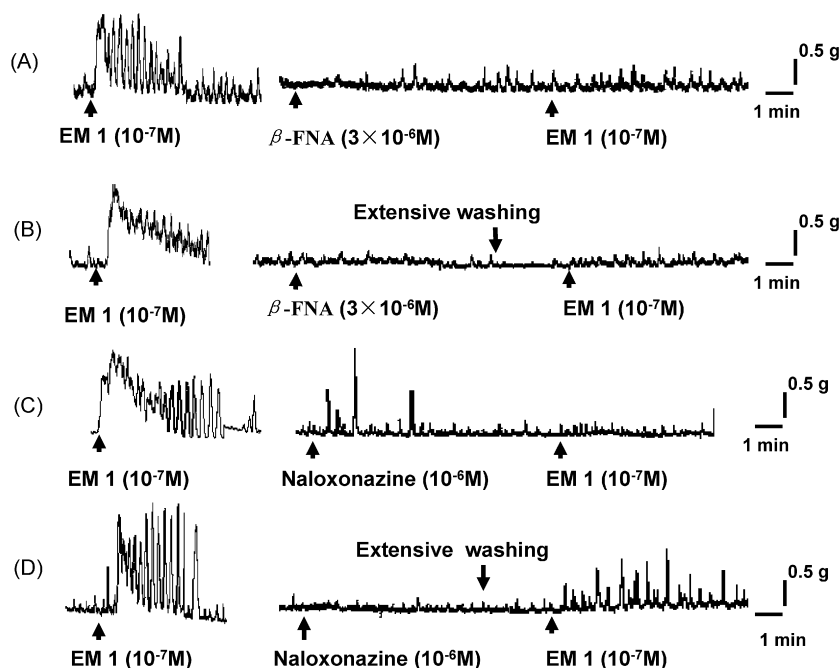 (A)
0.5 g
1 min
EM 1 (10⁻⁷M)
β-FNA (3×10⁻⁶M)
EM 1 (10⁻⁷M)
(B)
Extensive washing
0.5 g
1 min
EM 1 (10⁻⁷M)
β-FNA (3×10⁻⁶M)
EM 1 (10⁻⁷M)
(C)
0.5 g
1 min
EM 1 (10⁻⁷M)
Naloxonazine (10⁻⁶M)
EM 1 (10⁻⁷M)
(D)
Extensive washing
0.5 g
1 min
EM 1 (10⁻⁷M)
Naloxonazine (10⁻⁶M)
EM 1 (10⁻⁷M)